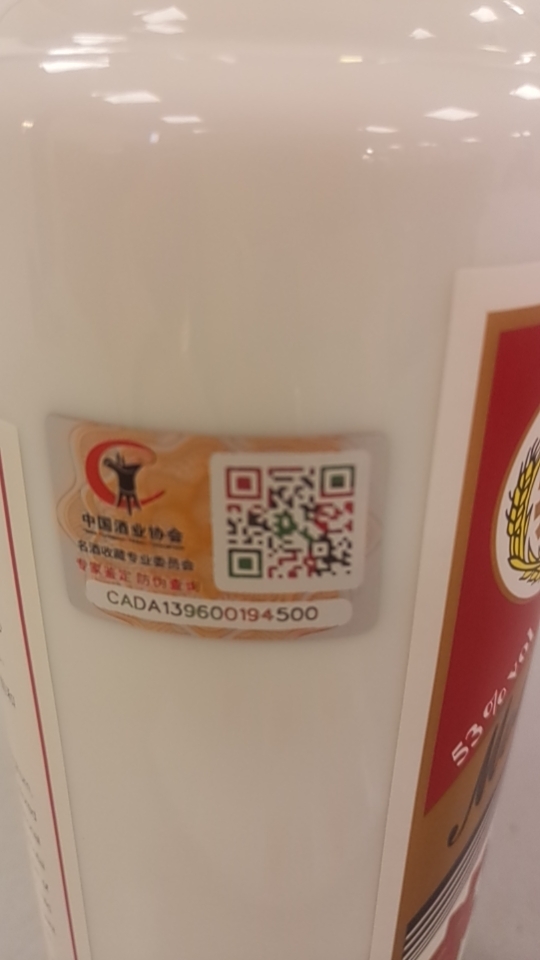 中国酒业协会
名酒收藏专业委员会
专家鉴定 防伪查询
CADA139600194500
53%vol